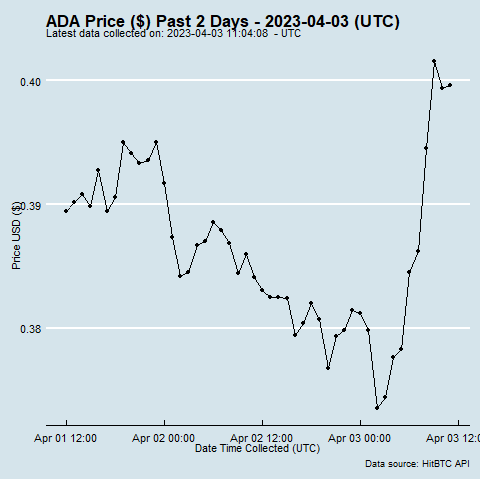 ADA Price ($) Past 2 Days - 2023-04-03 (UTC)
Latest data collected on: 2023-04-03 11:04:08 - UTC
0.40
0.39
0.38
Price USD ($)
Apr 01 12:00
Apr 02 00:00
Apr 02 12:00
Apr 03 00:00
Apr 03 12:00
Date Time Collected (UTC)
Data source: HitBTC API